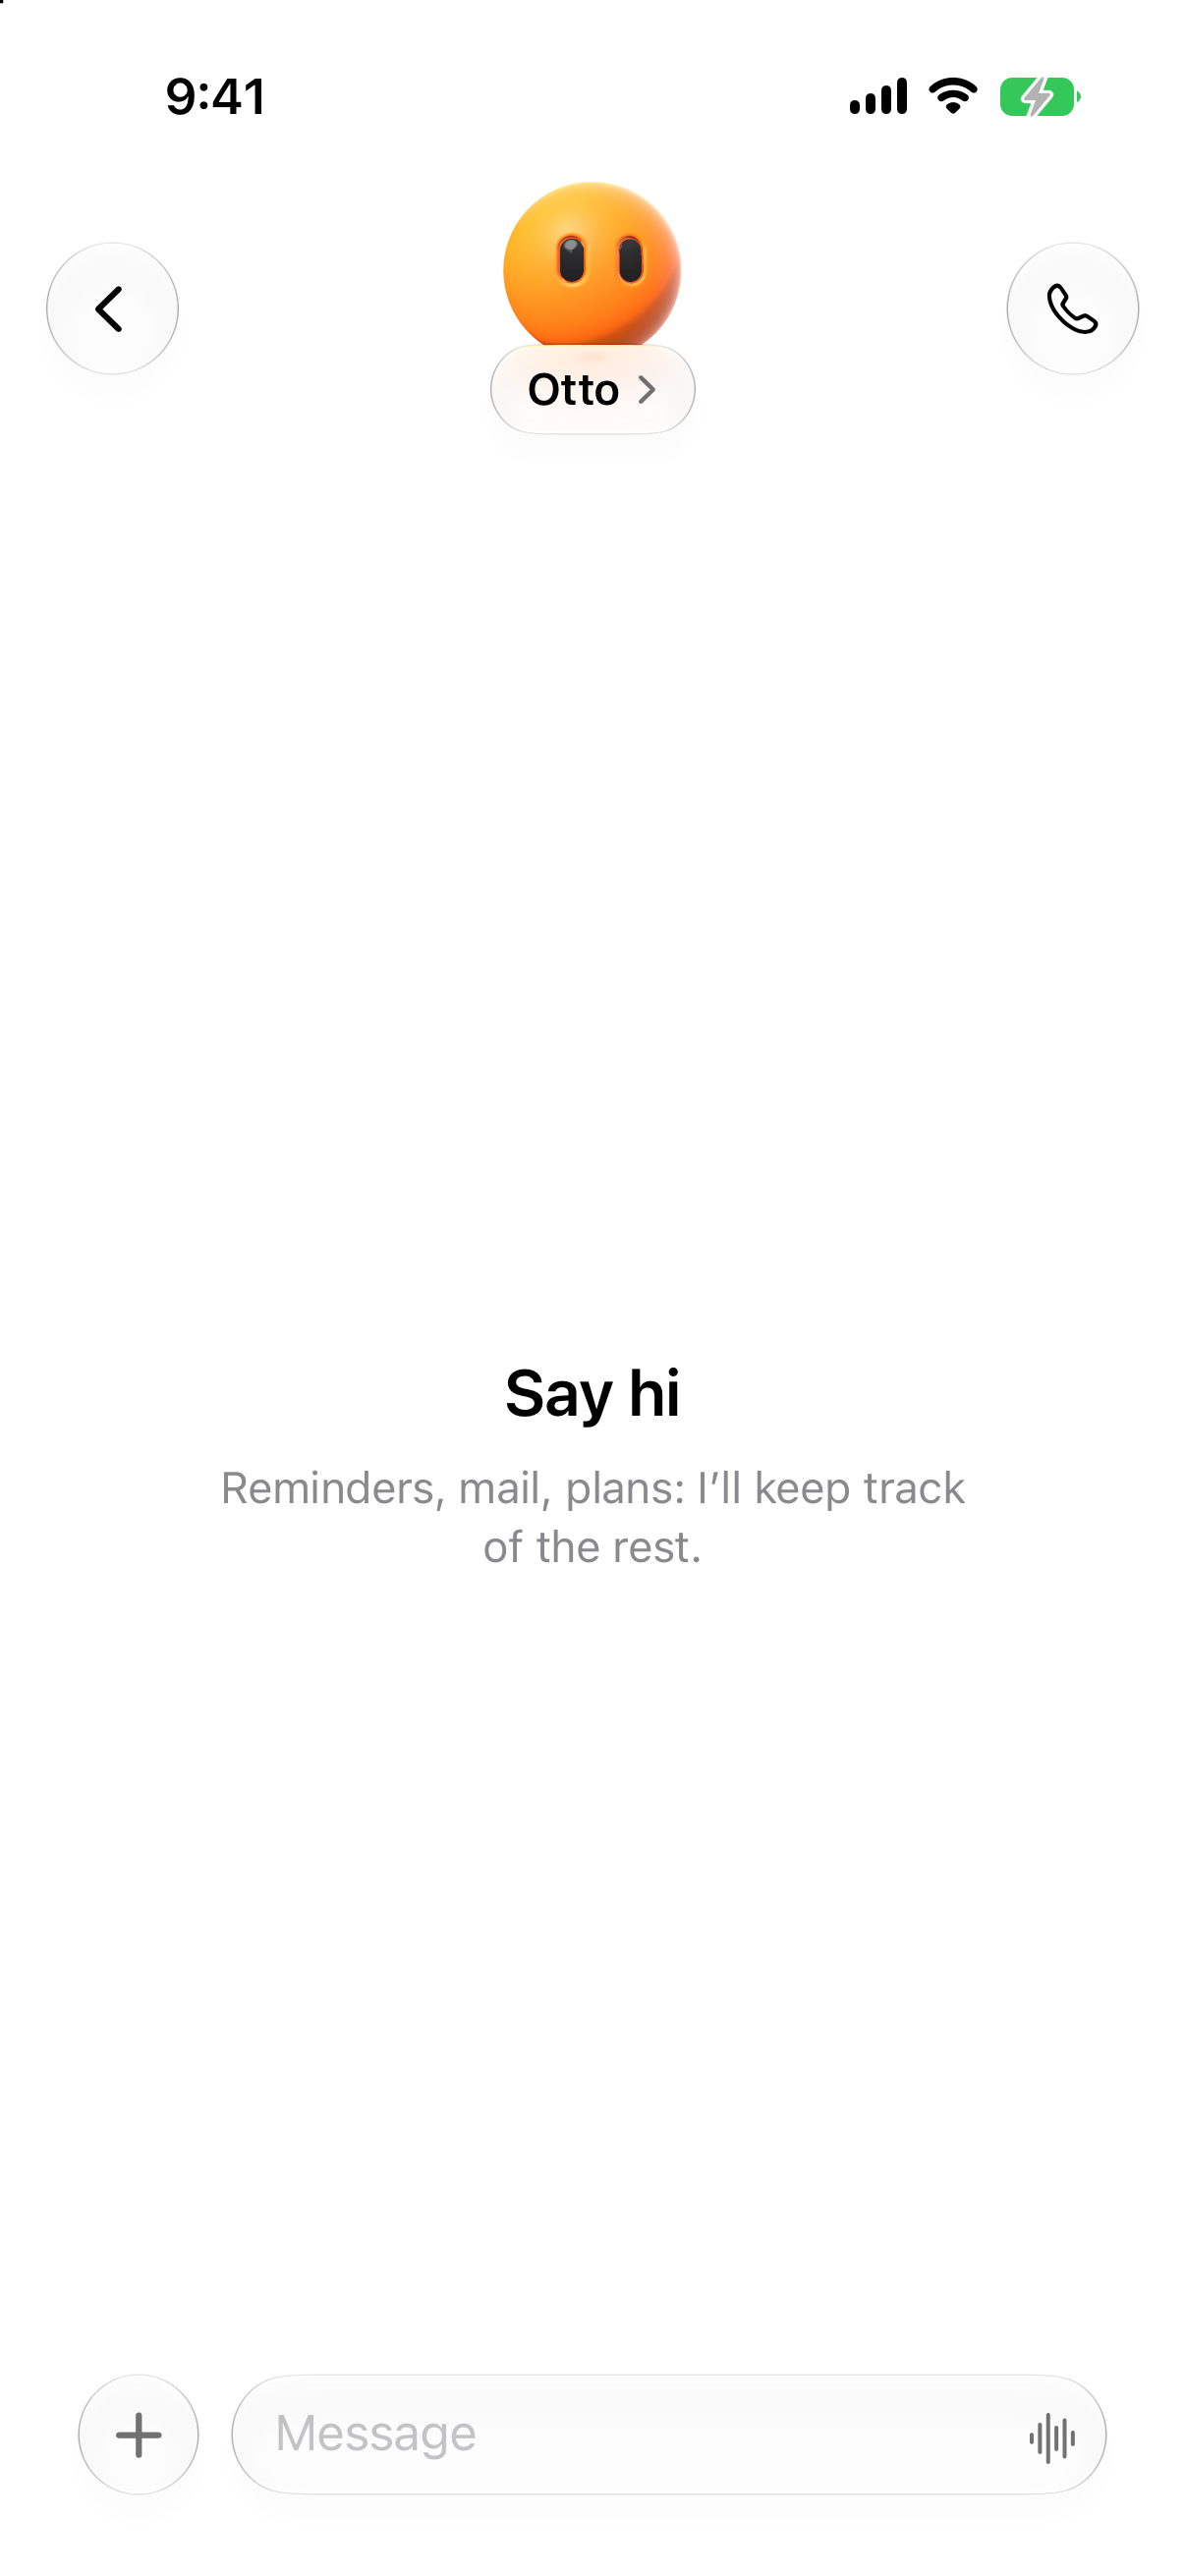 9:41
Otto
Say hi
Reminders, mail, plans: I’ll keep track
of the rest.
Message